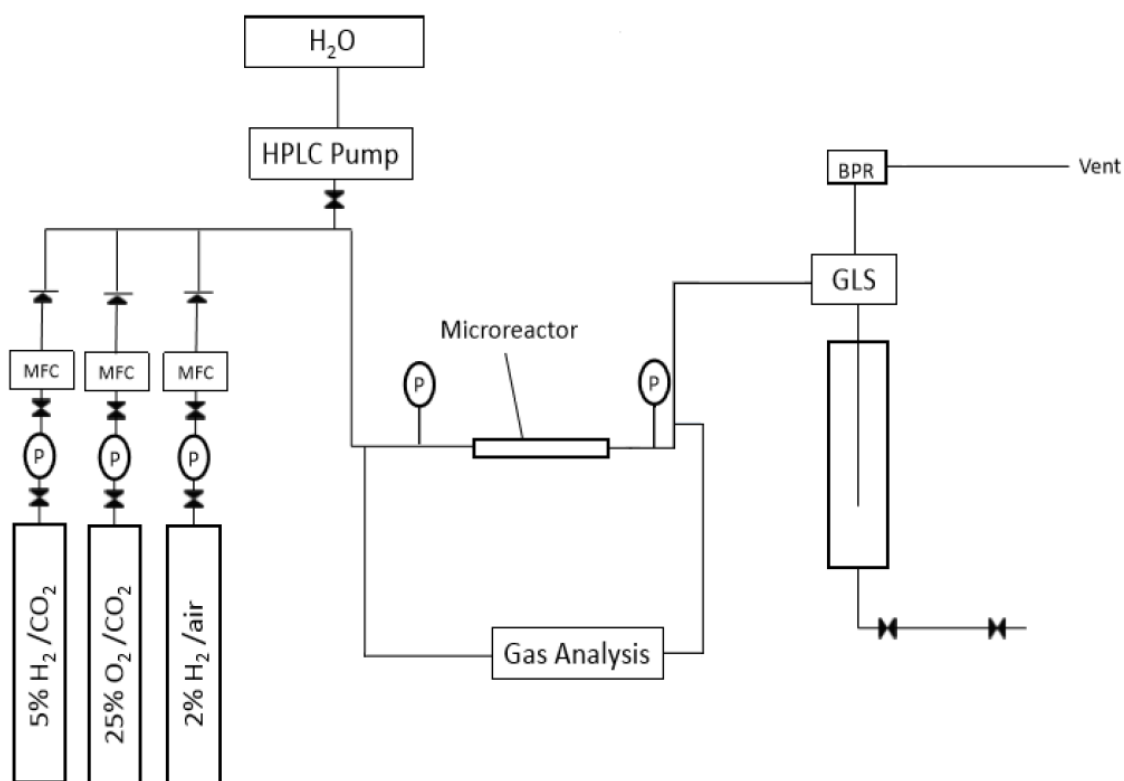 H₂O
HPLC Pump
BPR
Vent
GLS
Microreactor
P
P
MFC
MFC
MFC
P
P
P
5% H₂/CO₂
25% O₂/CO₂
2% H₂/air
Gas Analysis